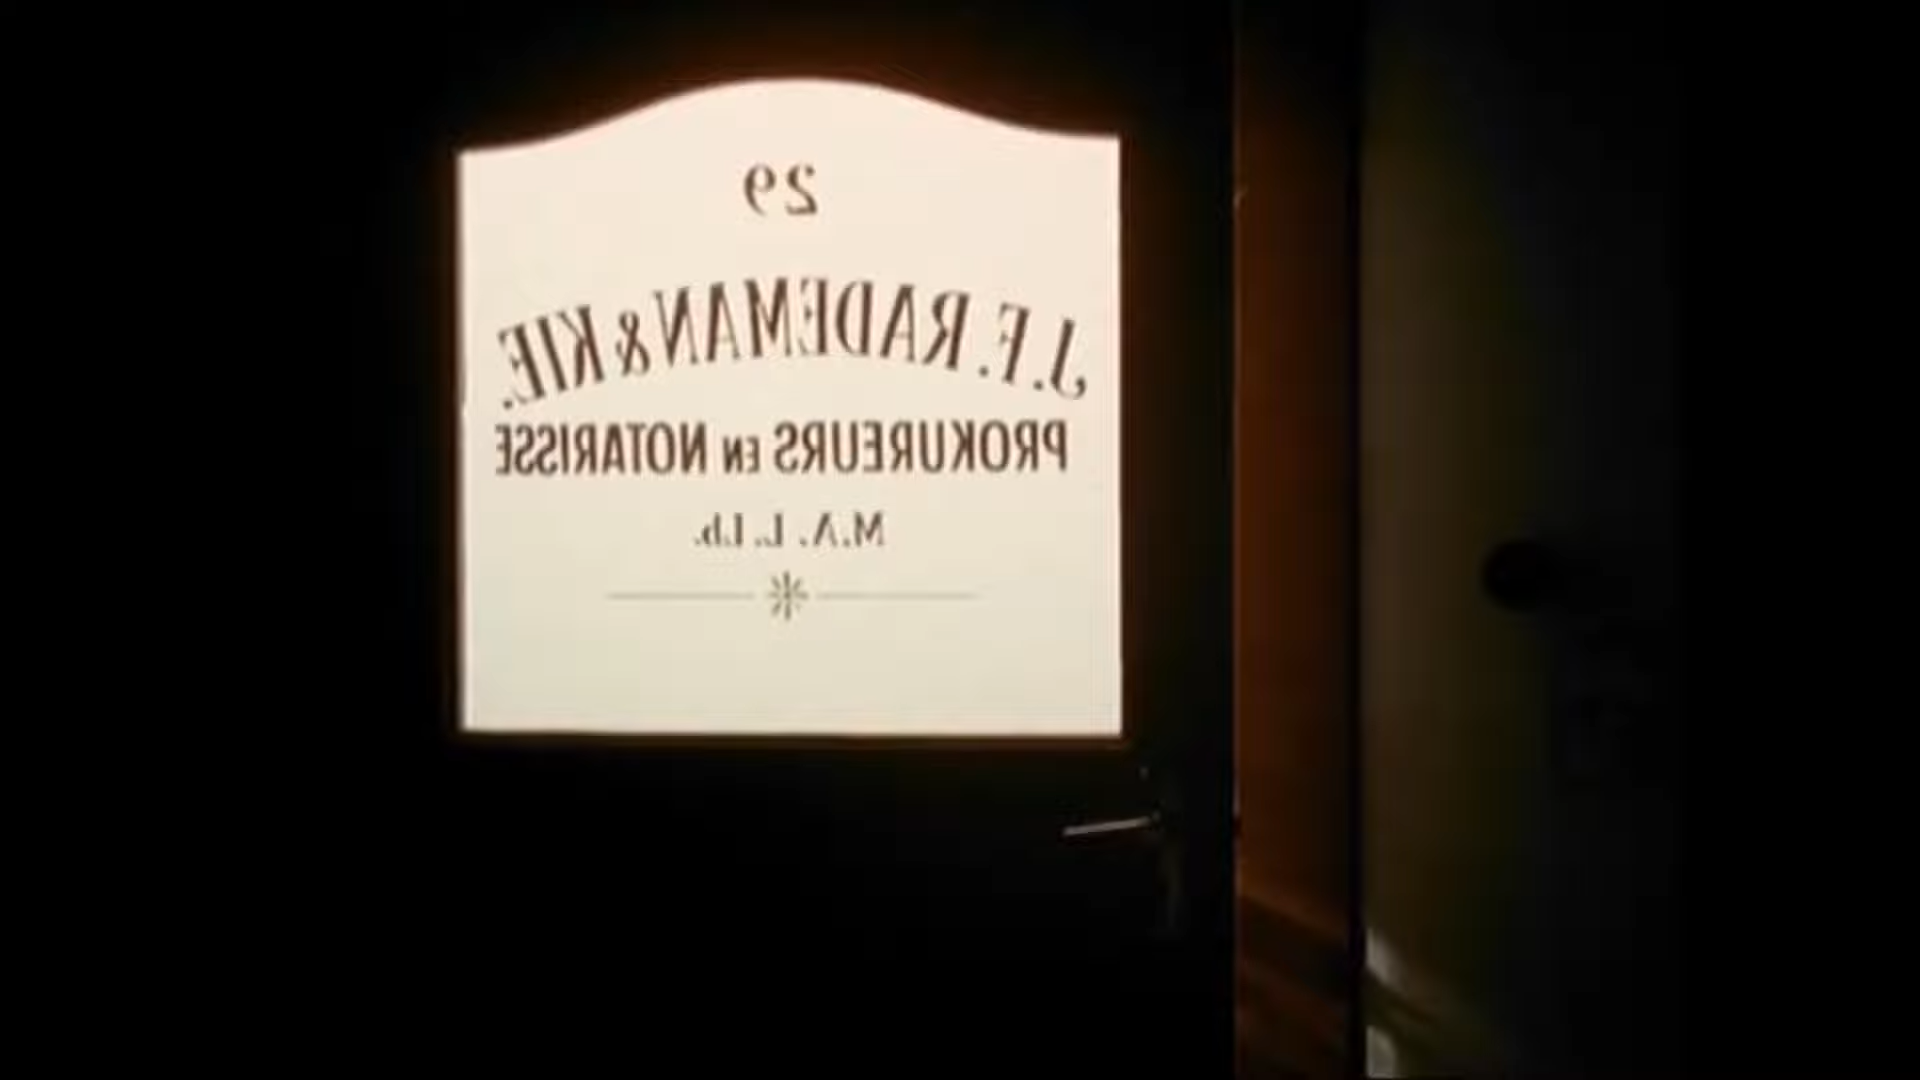 29
J.F. RADEMAN & KIE.
PROKUREURS EN NOTARISSE
M.A. L. Lb.